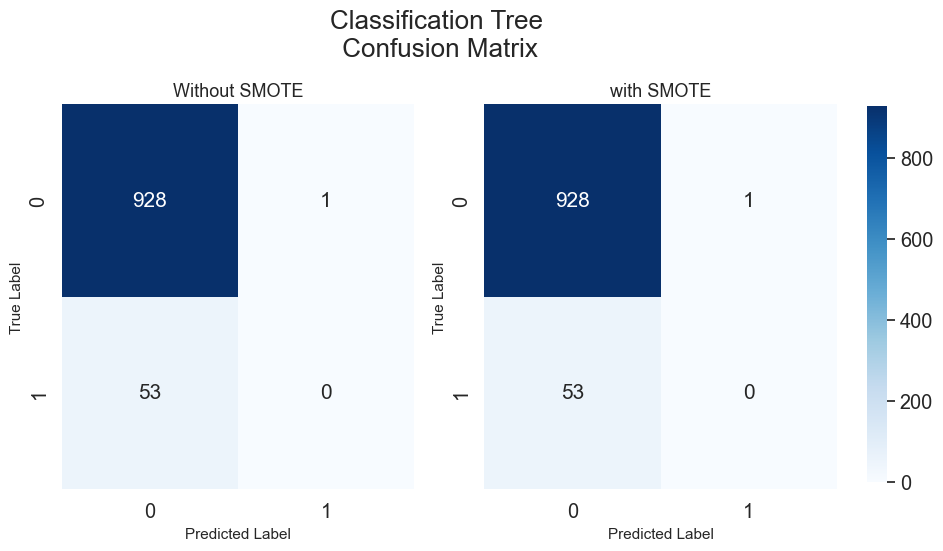 Classification Tree
Confusion Matrix
Without SMOTE
with SMOTE
0
928
1
1
53
0
True Label
0
1
Predicted Label
0
928
1
1
53
0
True Label
0
1
Predicted Label
800
600
400
200
0